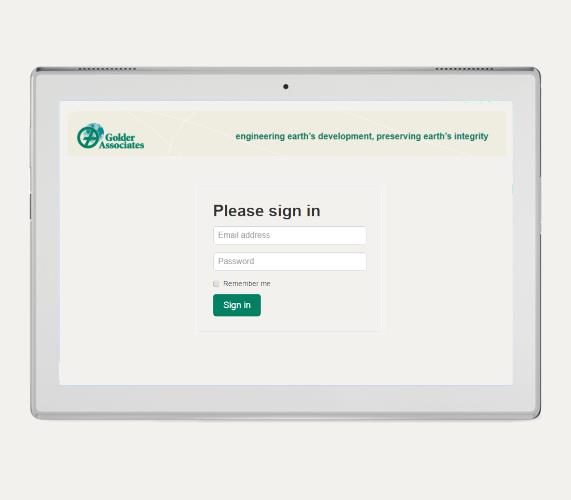 Golder
Associates
engineering earth's development, preserving earth's integrity
Please sign in
Email address
Password
Remember me
Sign in